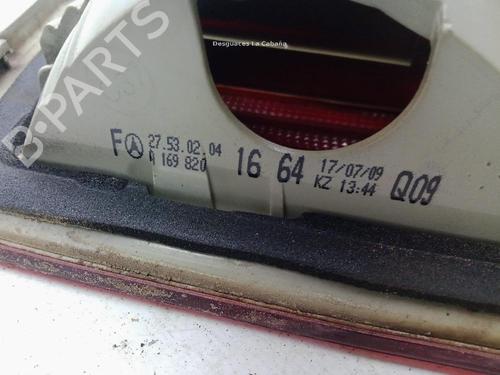 Desguaces La Cabaña
B-PARTS
F 27.53.02.04
A 169 820 16 64
17/07/09
KZ 13:44
Q09